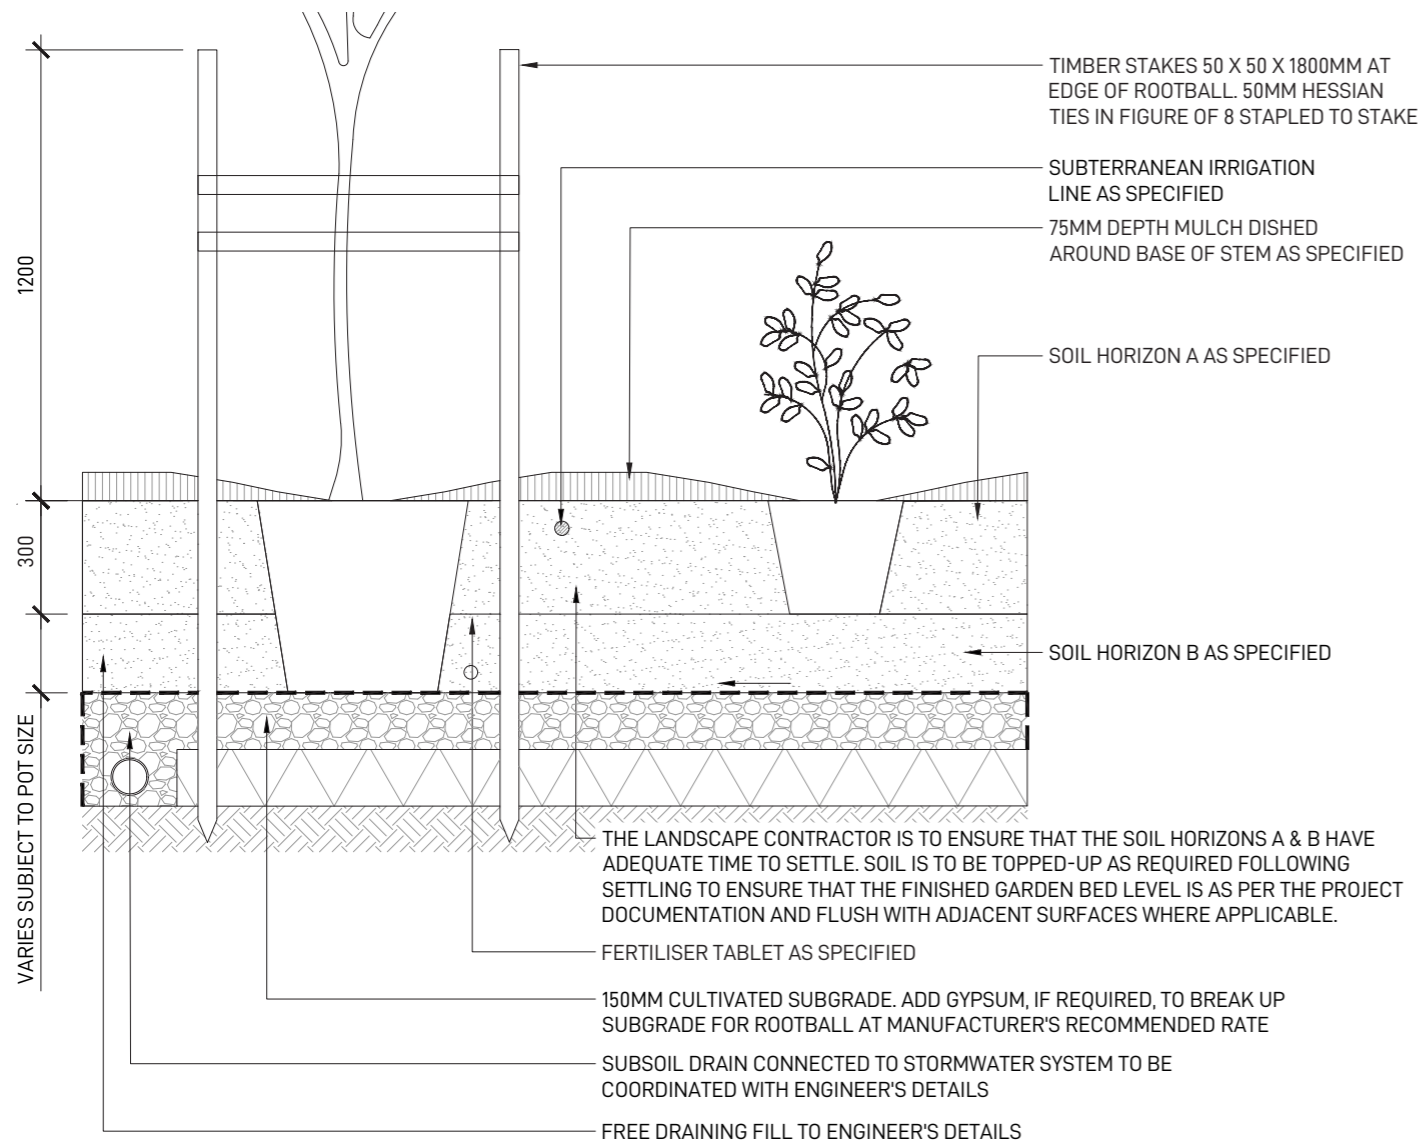 TIMBER STAKES 50 X 50 X 1800MM AT
EDGE OF ROOTBALL. 50MM HESSIAN
TIES IN FIGURE OF 8 STAPLED TO STAKE
SUBTERRANEAN IRRIGATION
LINE AS SPECIFIED
75MM DEPTH MULCH DISHED
AROUND BASE OF STEM AS SPECIFIED
1200
SOIL HORIZON A AS SPECIFIED
300
SOIL HORIZON B AS SPECIFIED
VARIES SUBJECT TO POT SIZE
THE LANDSCAPE CONTRACTOR IS TO ENSURE THAT THE SOIL HORIZONS A & B HAVE
ADEQUATE TIME TO SETTLE. SOIL IS TO BE TOPPED-UP AS REQUIRED FOLLOWING
SETTLING TO ENSURE THAT THE FINISHED GARDEN BED LEVEL IS AS PER THE PROJECT
DOCUMENTATION AND FLUSH WITH ADJACENT SURFACES WHERE APPLICABLE.
FERTILISER TABLET AS SPECIFIED
150MM CULTIVATED SUBGRADE. ADD GYPSUM, IF REQUIRED, TO BREAK UP
SUBGRADE FOR ROOTBALL AT MANUFACTURER'S RECOMMENDED RATE
SUBSOIL DRAIN CONNECTED TO STORMWATER SYSTEM TO BE
COORDINATED WITH ENGINEER'S DETAILS
FREE DRAINING FILL TO ENGINEER'S DETAILS